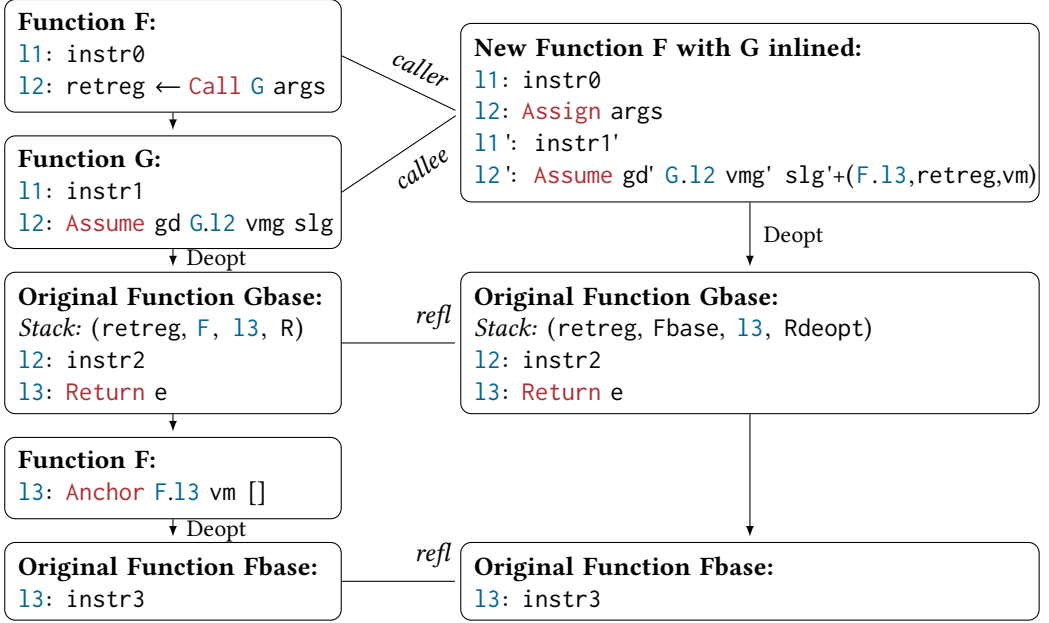 Function F:
l1: instr0
l2: retreg ← Call G args
caller
New Function F with G inlined:
l1: instr0
l2: Assign args
l1': instr1'
l2': Assume gd' G.l2 vmg' slg'+(F.l3,retreg,vm)
callee
Function G:
l1: instr1
l2: Assume gd G.l2 vmg slg
Deopt
Deopt
Original Function Gbase:
Stack: (retreg, F, l3, R)
l2: instr2
l3: Return e
refl
Original Function Gbase:
Stack: (retreg, Fbase, l3, Rdeopt)
l2: instr2
l3: Return e
Function F:
l3: Anchor F.l3 vm []
Deopt
Original Function Fbase:
l3: instr3
refl
Original Function Fbase:
l3: instr3